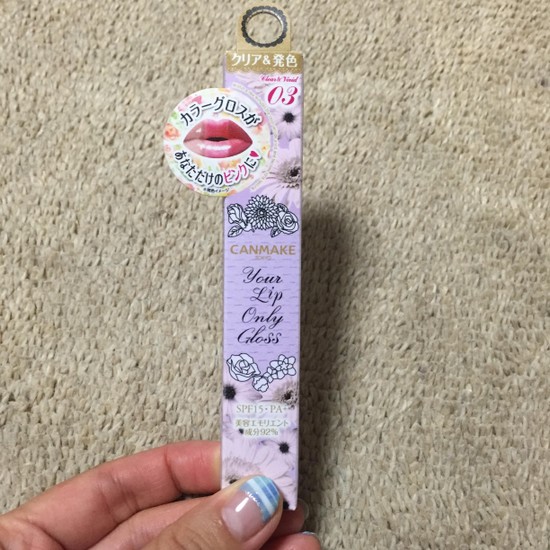 クリア&発色
Clear & Vivid
03
カラーグロスが
あなただけのピンクに
CANMAKE
TOKYO
Your
Lip
Only
Gloss
SPF15・PA+
美容エモリエント
成分92%